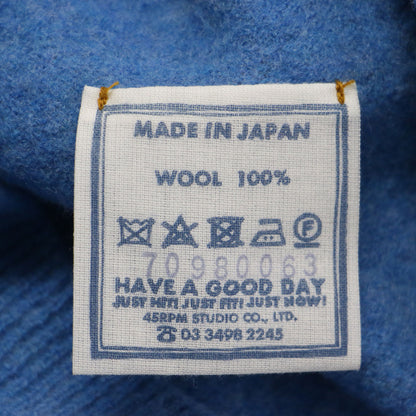 MADE IN JAPAN
WOOL 100%
70980063
HAVE A GOOD DAY
JUST HIT! JUST FIT! JUST NOW!
45RPM STUDIO CO., LTD.
☎ 03 3498 2245